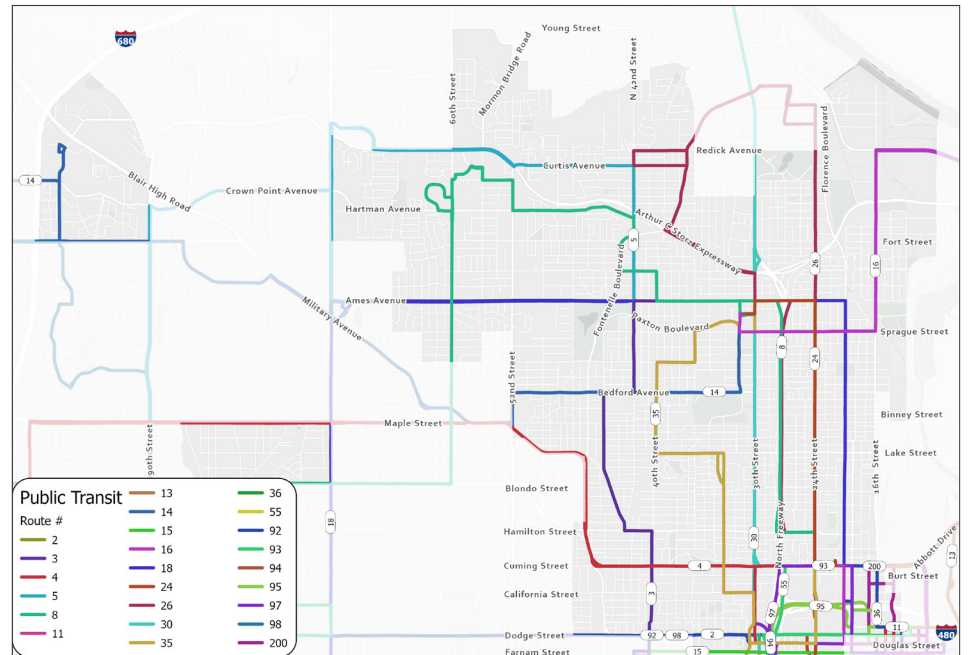 Young Street
680
60th Street
Mormon Bridge Road
N 42nd Street
Florence Boulevard
Redick Avenue
Curtis Avenue
14
Blair High Road
Crown Point Avenue
Hartman Avenue
Arthur C Storz Expressway
5
Fort Street
26
16
Fontenelle Boulevard
Ames Avenue
Military Avenue
Paxton Boulevard
Sprague Street
8
24
52nd Street
Bedford Avenue
14
35
Binney Street
Maple Street
90th Street
40th Street
30th Street
24th Street
16th Street
Lake Street
Blondo Street
18
Hamilton Street
30
North Freeway
Abbott Drive
13
Cuming Street
4
93
200
Burt Street
55
California Street
3
97
95
36
11
Dodge Street
92
98
2
480
16
Douglas Street
Farnam Street
15
Public Transit
Route #
2
3
4
5
8
11
13
14
15
16
18
24
26
30
35
36
55
92
93
94
95
97
98
200